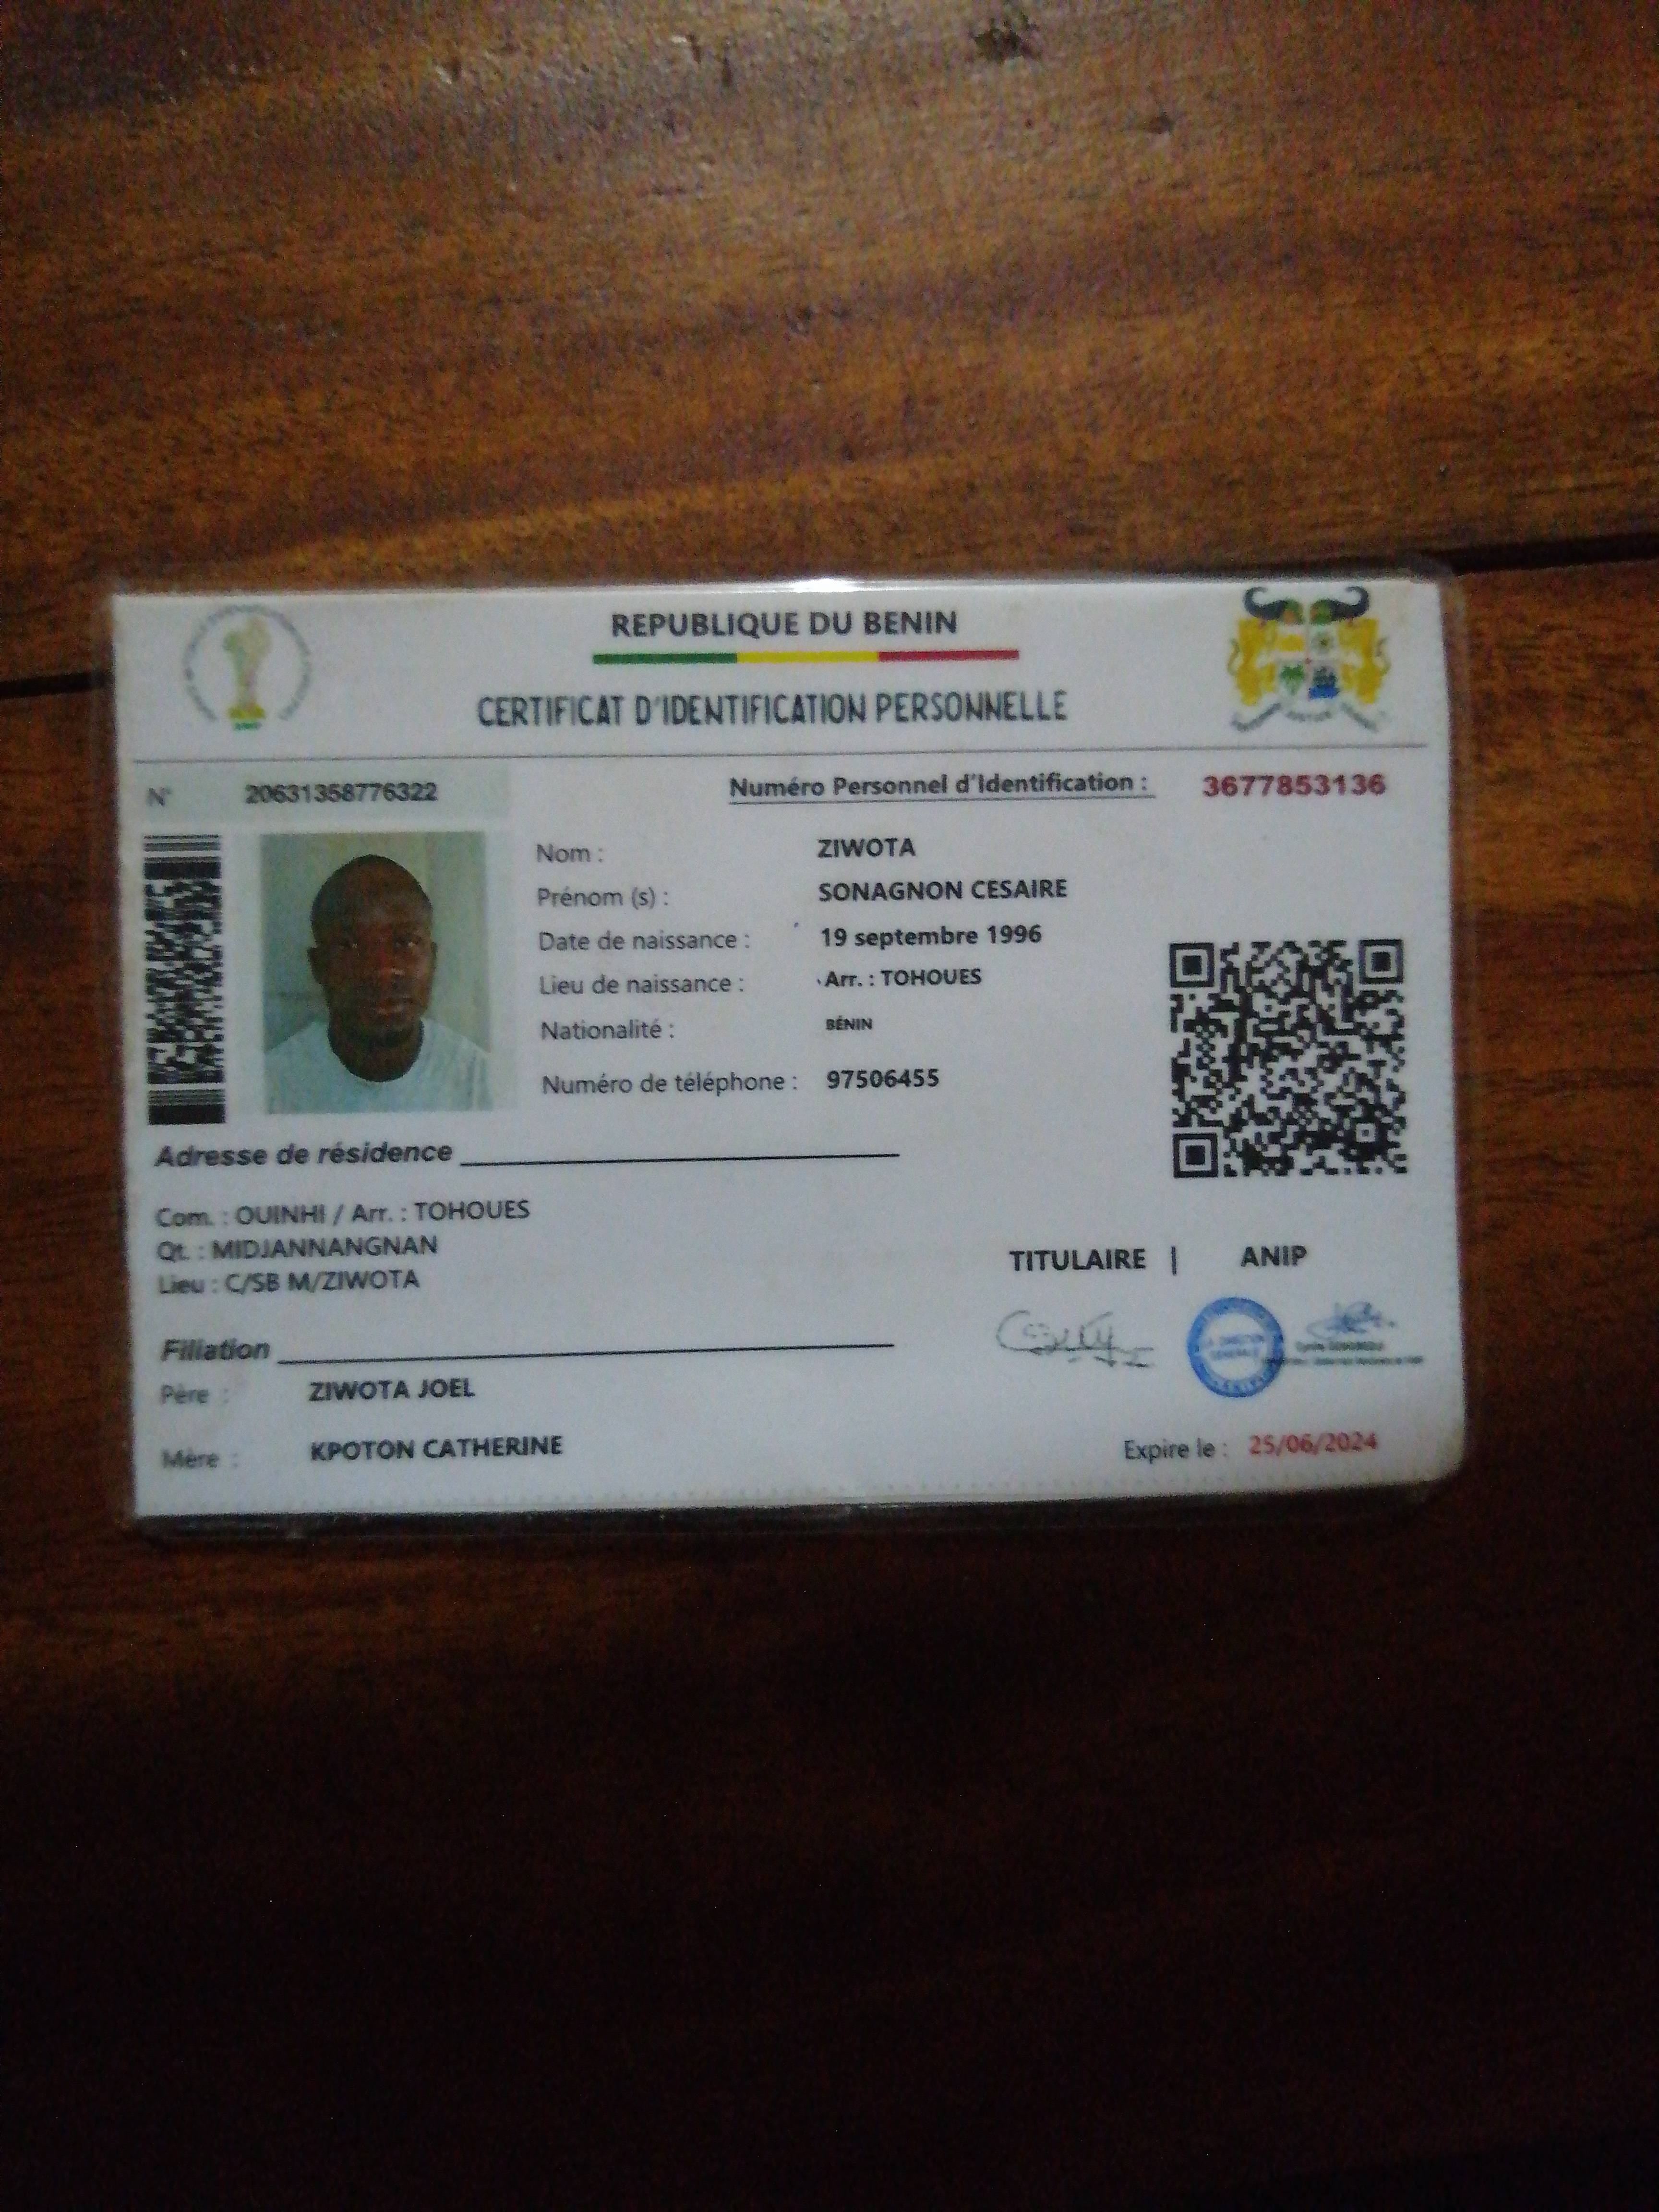 REPUBLIQUE DU BENIN
CERTIFICAT D'IDENTIFICATION PERSONNELLE
N° 20631358776322
Numéro Personnel d'Identification : 3677853136
Nom : ZIWOTA
Prénom (s) : SONAGNON CESAIRE
Date de naissance : 19 septembre 1996
Lieu de naissance : Arr. : TOHOUES
Nationalité : BÉNIN
Numéro de téléphone : 97506455
Adresse de résidence
Com. : OUINHI / Arr. : TOHOUES
Qt. : MIDJANNANGNAN
Lieu : C/SB M/ZIWOTA
TITULAIRE | ANIP
Filiation
Père : ZIWOTA JOEL
Mère : KPOTON CATHERINE
Expire le : 25/06/2024